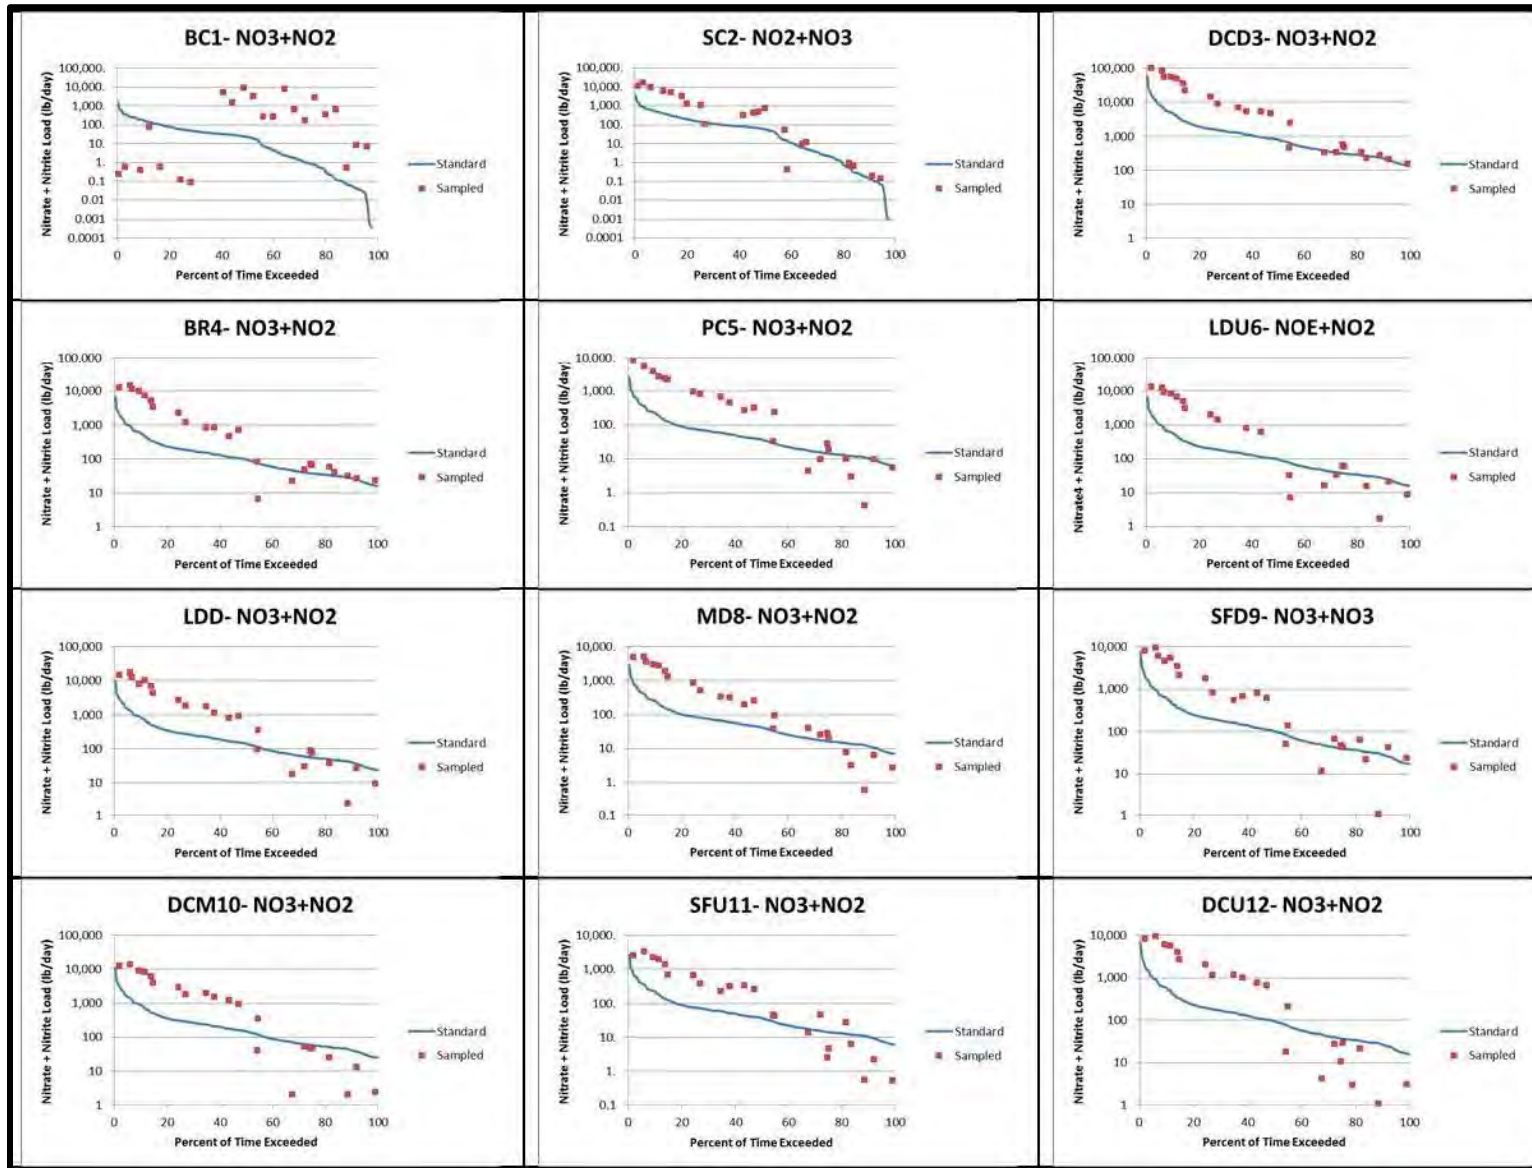 BC1- NO3+NO2
Nitrate + Nitrite Load (lb/day)
100,000.
10,000.
1,000.
100.
10.
1.
0.1
0.01
0.001
0.0001
0 20 40 60 80 100
Percent of Time Exceeded
Standard
Sampled
SC2- NO2+NO3
Nitrate + Nitrite Load (lb/day)
100,000.
10,000.
1,000.
100.
10.
1.
0.1
0.01
0.001
0.0001
0 20 40 60 80 100
Percent of Time Exceeded
Standard
Sampled
DCD3- NO3+NO2
Nitrate + Nitrite Load (lb/day)
100,000
10,000
1,000
100
10
1
0 20 40 60 80 100
Percent of Time Exceeded
Standard
Sampled
BR4- NO3+NO2
Nitrate + Nitrite Load (lb/day)
100.000
10,000
1,000
100
10
1
0 20 40 60 80 100
Percent of Time Exceeded
Standard
Sampled
PC5- NO3+NO2
Nitrate + Nitrite Load (lb/day)
10,000.
1,000.
100.
10.
1.
0.1
0 20 40 60 80 100
Percent of Time Exceeded
Standard
Sampled
LDU6- NOE+NO2
Nitrate4 + Nitrite Load (lb/day)
100,000
10,000
1,000
100
10
1
0 20 40 60 80 100
Percent of Time Exceeded
Standard
Sampled
LDD- NO3+NO2
Nitrate + Nitrite Load (lb/day)
100,000
10,000
1,000
100
10
1
0 20 40 60 80 100
Percent of Time Exceeded
Standard
Sampled
MD8- NO3+NO2
Nitrate + Nitrite Load (lb/day)
10,000.
1,000.
100.
10.
1.
0.1
0 20 40 60 80 100
Percent of Time Exceeded
Standard
Sampled
SFD9- NO3+NO3
Nitrate + Nitrite Load (lb/day)
10,000
1,000
100
10
1
0 20 40 60 80 100
Percent of Time Exceeded
Standard
Sampled
DCM10- NO3+NO2
Nitrate + Nitrite Load (lb/day)
100,000
10,000
1,000
100
10
1
0 20 40 60 80 100
Percent of Time Exceeded
Standard
Sampled
SFU11- NO3+NO2
Nitrate + Nitrite Load (lb/day)
10,000.
1,000.
100.
10.
1.
0.1
0 20 40 60 80 100
Percent of Time Exceeded
Standard
Sampled
DCU12- NO3+NO2
Nitrate + Nitrite Load (lb/day)
10,000
1,000
100
10
1
0 20 40 60 80 100
Percent of Time Exceeded
Standard
Sampled